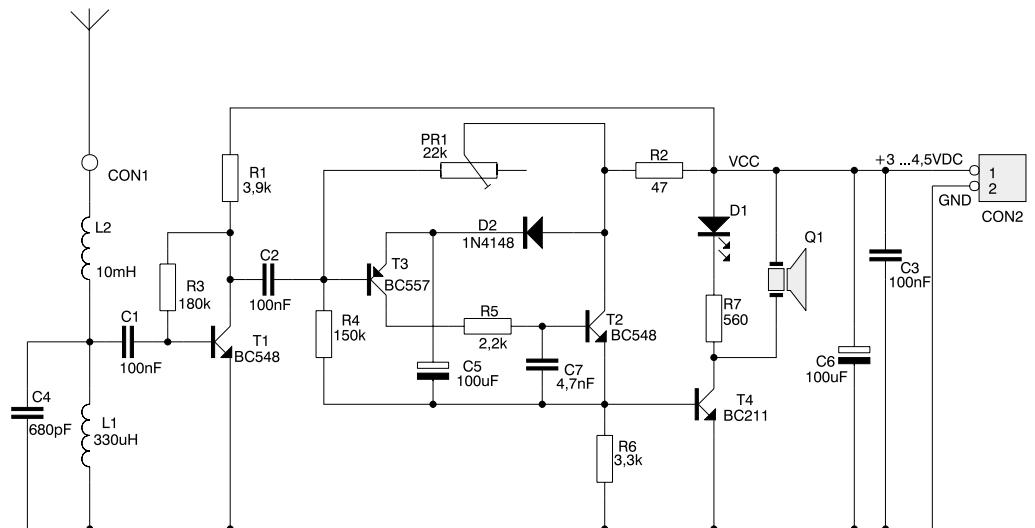 PR1
22k
R2
47
VCC
+3 ...4,5VDC
1
2
GND
CON2
CON1
R1
3,9k
L2
10mH
D2
1N4148
D1
Q1
C2
100nF
T3
BC557
R3
180k
C3
100nF
R7
560
C1
100nF
R4
150k
R5
2,2k
T2
BC548
T1
BC548
C5
100uF
C7
4,7nF
C6
100uF
C4
680pF
L1
330uH
T4
BC211
R6
3,3k